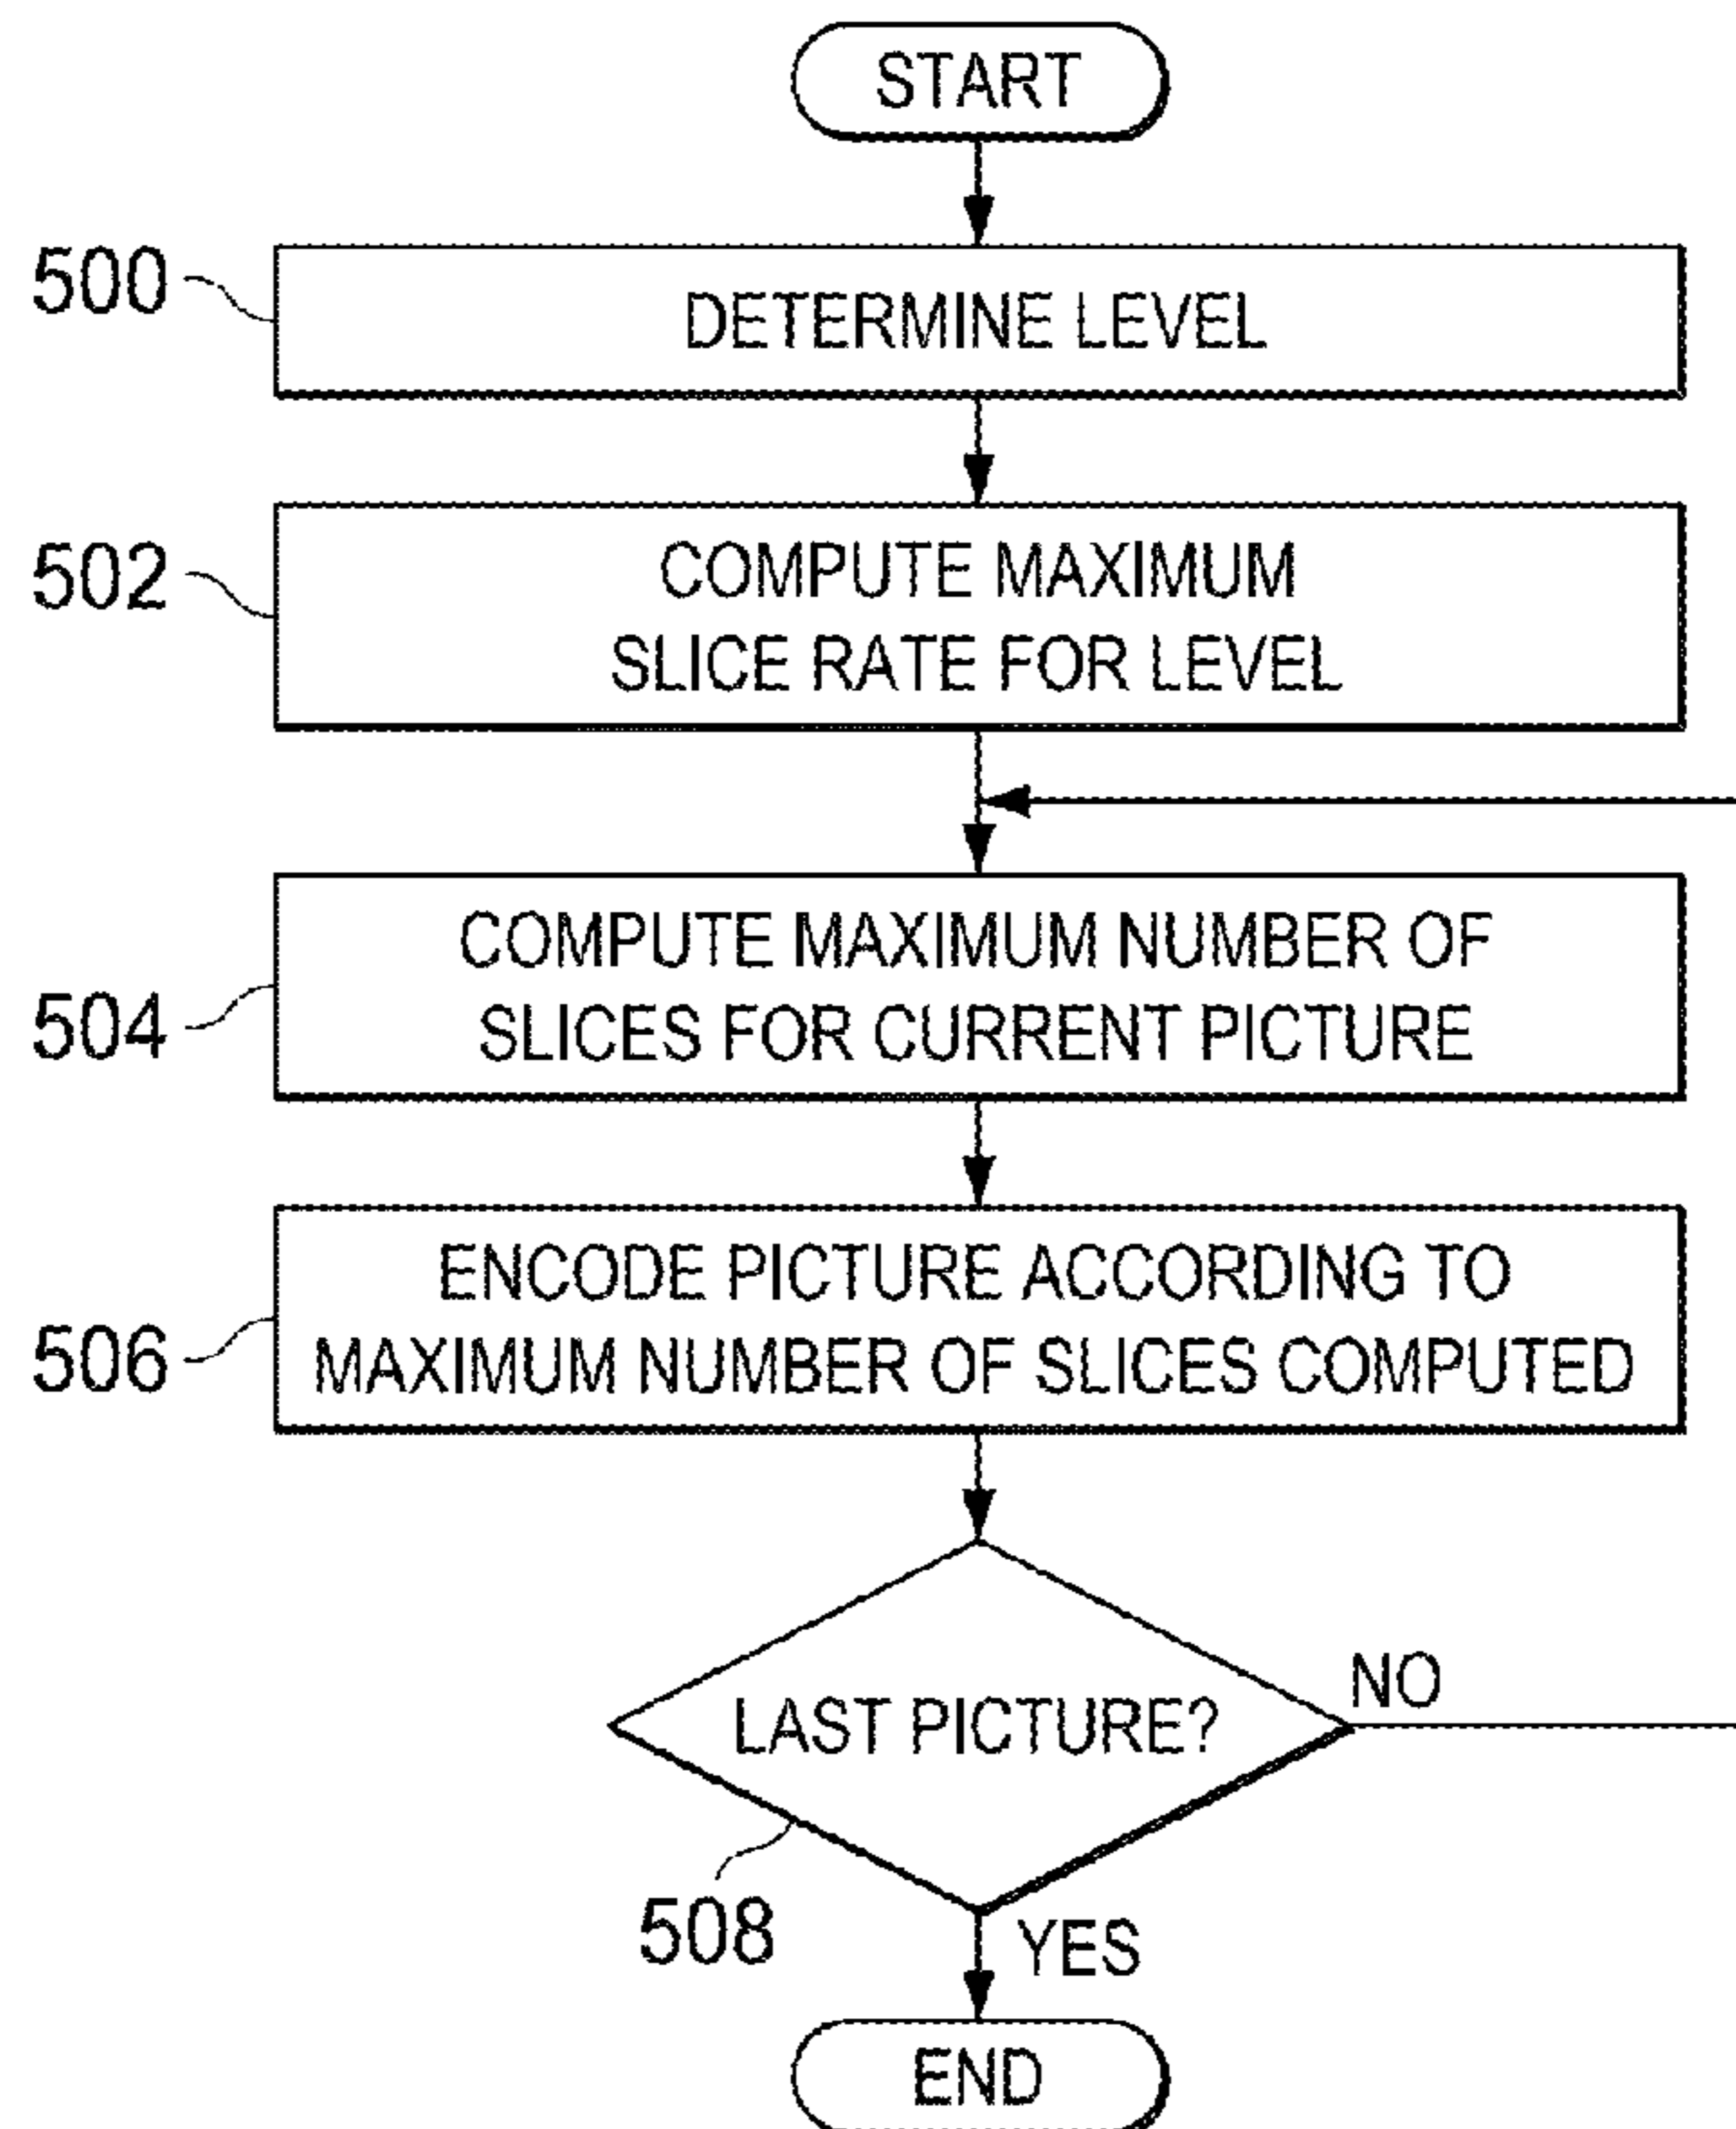 START
500
DETERMINE LEVEL
502
COMPUTE MAXIMUM
SLICE RATE FOR LEVEL
504
COMPUTE MAXIMUM NUMBER OF
SLICES FOR CURRENT PICTURE
506
ENCODE PICTURE ACCORDING TO
MAXIMUM NUMBER OF SLICES COMPUTED
LAST PICTURE?
NO
508
YES
END